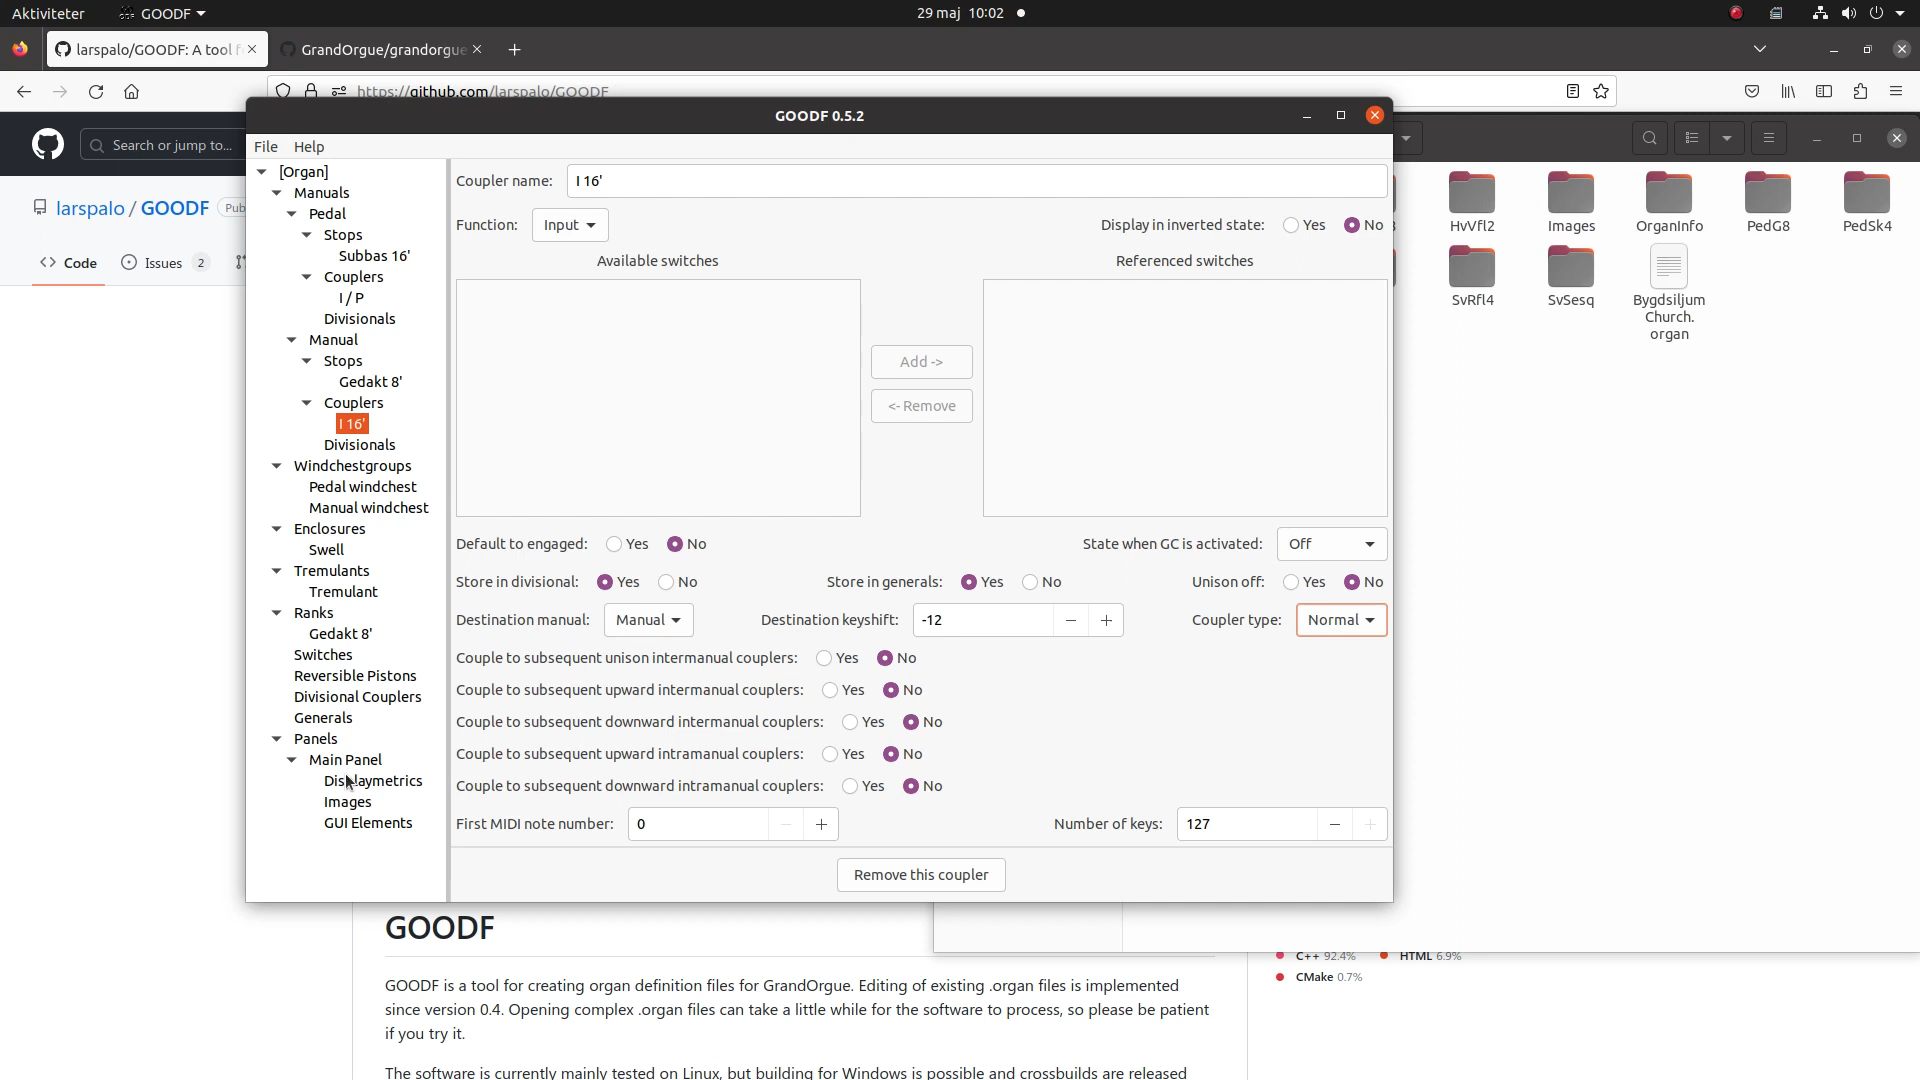 Aktiviteter
GOODF
29 maj 10:02
larspalo/GOODF: A tool f
GrandOrgue/grandorgue
https://github.com/larspalo/GOODF
Search or jump to...
larspalo / GOODF
Pub
Code
Issues 2
GOODF 0.5.2
File Help
[Organ]
Manuals
Pedal
Stops
Subbas 16'
Couplers
I / P
Divisionals
Manual
Stops
Gedakt 8'
Couplers
I 16'
Divisionals
Windchestgroups
Pedal windchest
Manual windchest
Enclosures
Swell
Tremulants
Tremulant
Ranks
Gedakt 8'
Switches
Reversible Pistons
Divisional Couplers
Generals
Panels
Main Panel
Displaymetrics
Images
GUI Elements
Coupler name: I 16'
Function: Input
Display in inverted state: Yes No
Available switches
Referenced switches
Add ->
<- Remove
Default to engaged: Yes No
State when GC is activated: Off
Store in divisional: Yes No
Store in generals: Yes No
Unison off: Yes No
Destination manual: Manual
Destination keyshift: -12
Coupler type: Normal
Couple to subsequent unison intermanual couplers: Yes No
Couple to subsequent upward intermanual couplers: Yes No
Couple to subsequent downward intermanual couplers: Yes No
Couple to subsequent upward intramanual couplers: Yes No
Couple to subsequent downward intramanual couplers: Yes No
First MIDI note number: 0
Number of keys: 127
Remove this coupler
HvVfl2
Images
OrganInfo
PedG8
PedSk4
SvRfl4
SvSesq
Bygdsiljum
Church.
organ
GOODF
GOODF is a tool for creating organ definition files for GrandOrgue. Editing of existing .organ files is implemented
since version 0.4. Opening complex .organ files can take a little while for the software to process, so please be patient
if you try it.
The software is currently mainly tested on Linux, but building for Windows is possible and crossbuilds are released
C++ 92.4%
HTML 6.9%
CMake 0.7%